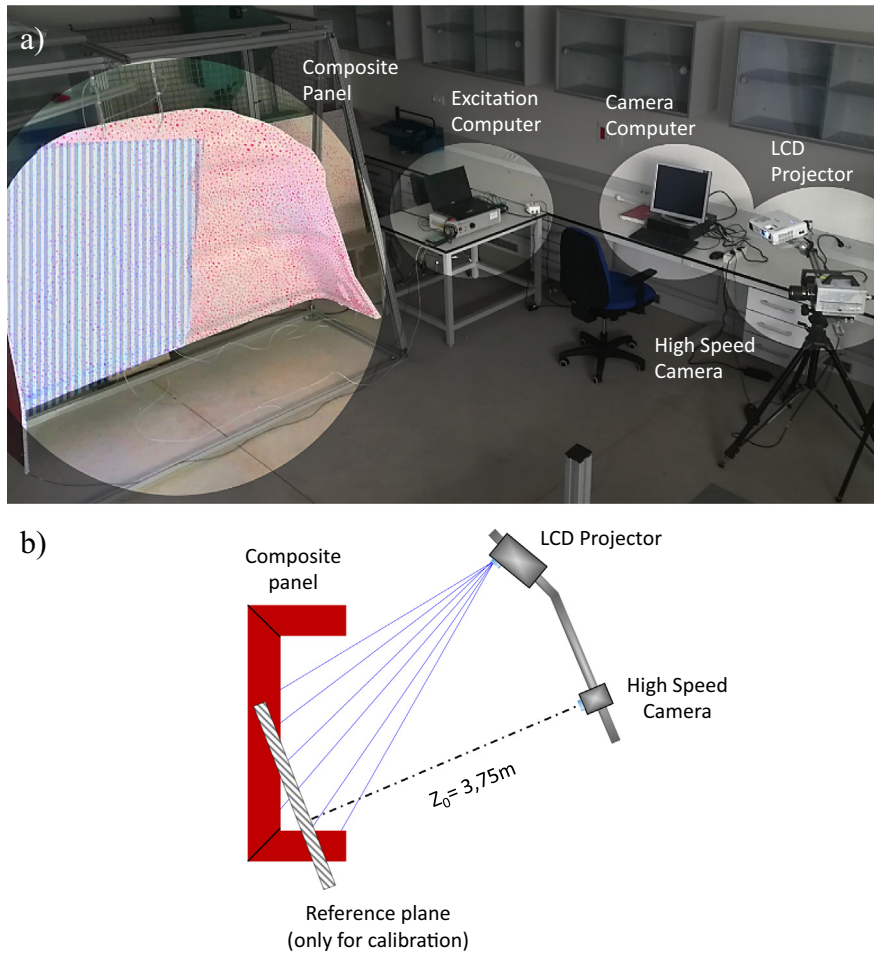 a)
Composite
Panel
Excitation
Computer
Camera
Computer
LCD
Projector
High Speed
Camera
b)
Composite
panel
LCD Projector
High Speed
Camera
Z₀= 3,75m
Reference plane
(only for calibration)